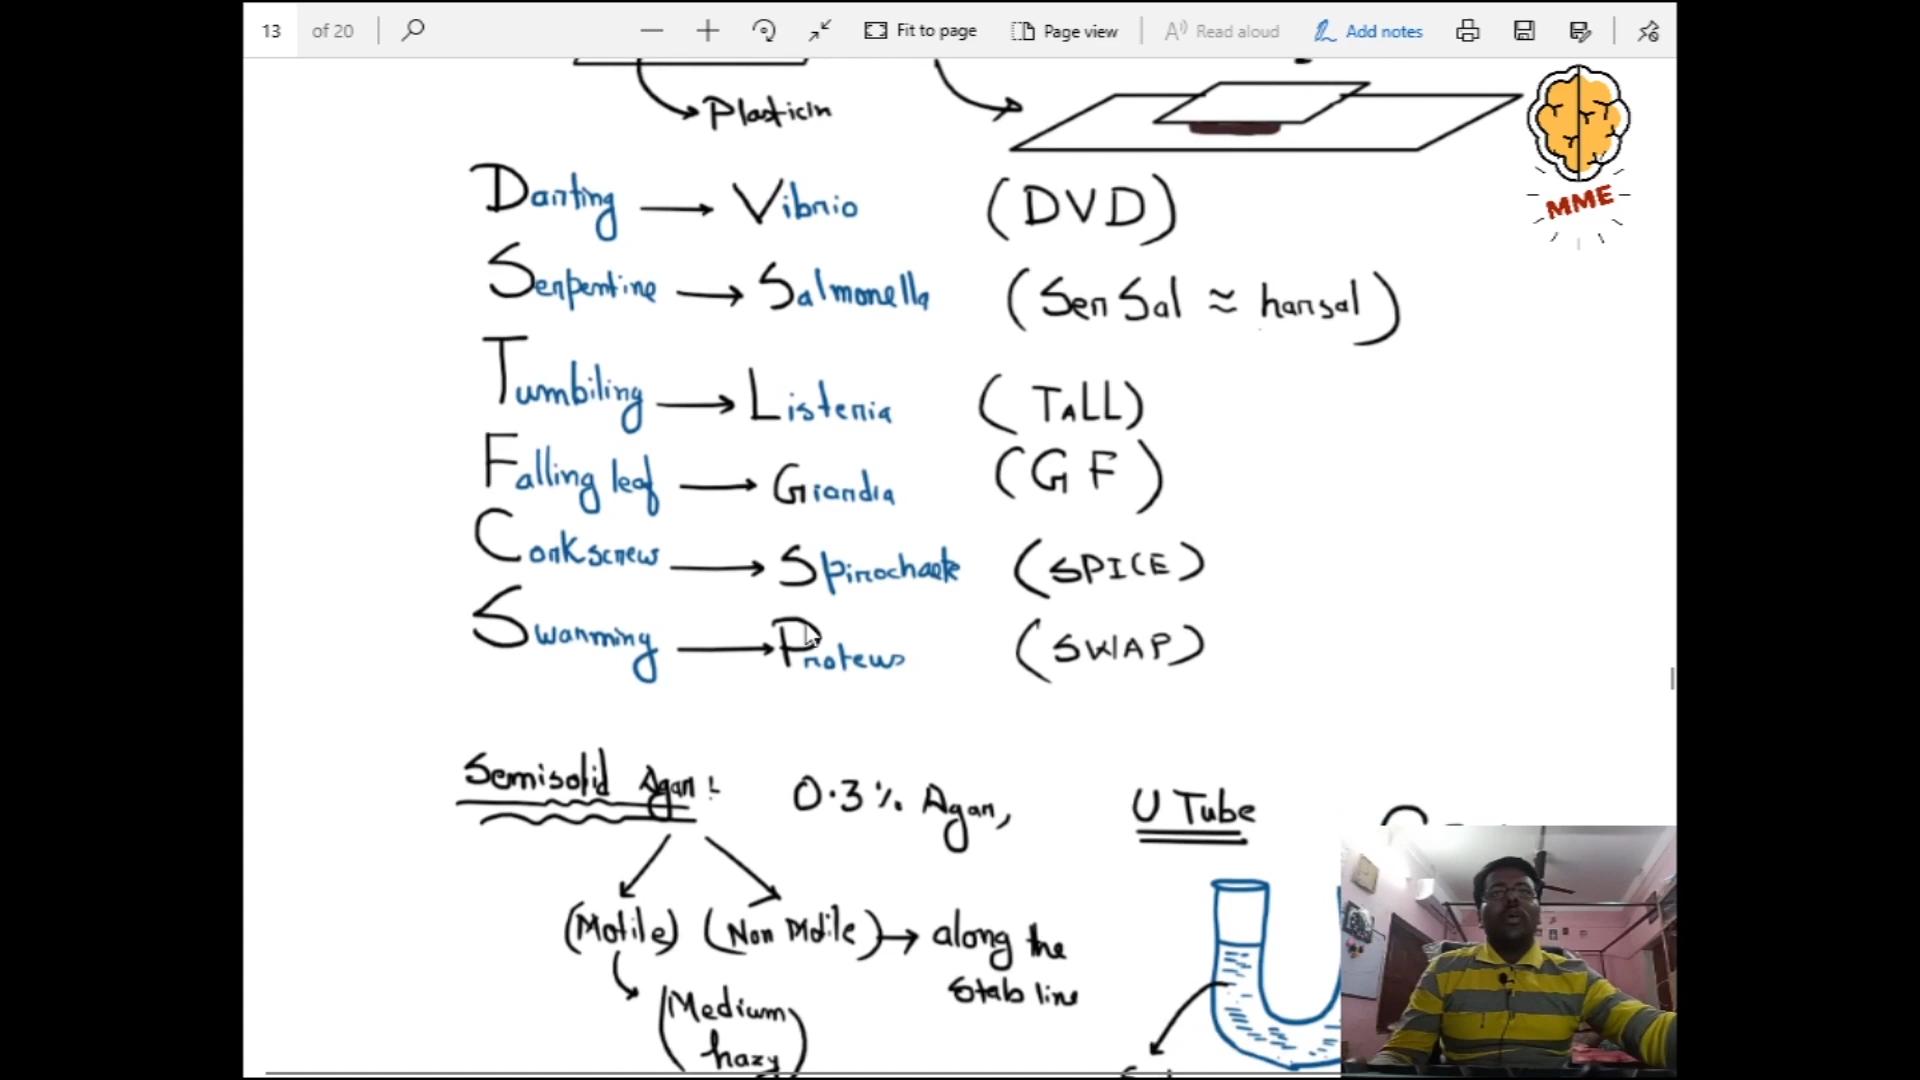 13 of 20 Fit to page Page view Read aloud Add notes
Plasticin
MME
Darting → Vibrio (DVD)
Serpentine → Salmonella (Ser Sal ≈ harsal)
Tumbiling → Listeria (TALL)
Falling leaf → Giardia (GF)
Corkscrew → Spirochaete (SPICE)
Swarming → Proteus (SWAP)
Semisolid Agar: 0.3% Agar, U Tube
(Motile) (Non Motile) → along the
stab line
(Medium
hazy)